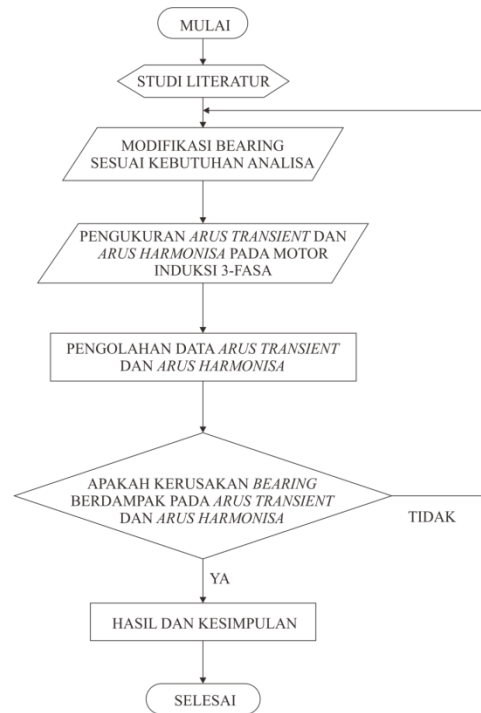 MULAI
STUDI LITERATUR
MODIFIKASI BEARING
SESUAI KEBUTUHAN ANALISA
PENGUKURAN ARUS TRANSIENT DAN
ARUS HARMONISA PADA MOTOR
INDUKSI 3-FASA
PENGOLAHAN DATA ARUS TRANSIENT
DAN ARUS HARMONISA
APAKAH KERUSAKAN BEARING
BERDAMPAK PADA ARUS TRANSIENT
DAN ARUS HARMONISA
TIDAK
YA
HASIL DAN KESIMPULAN
SELESAI